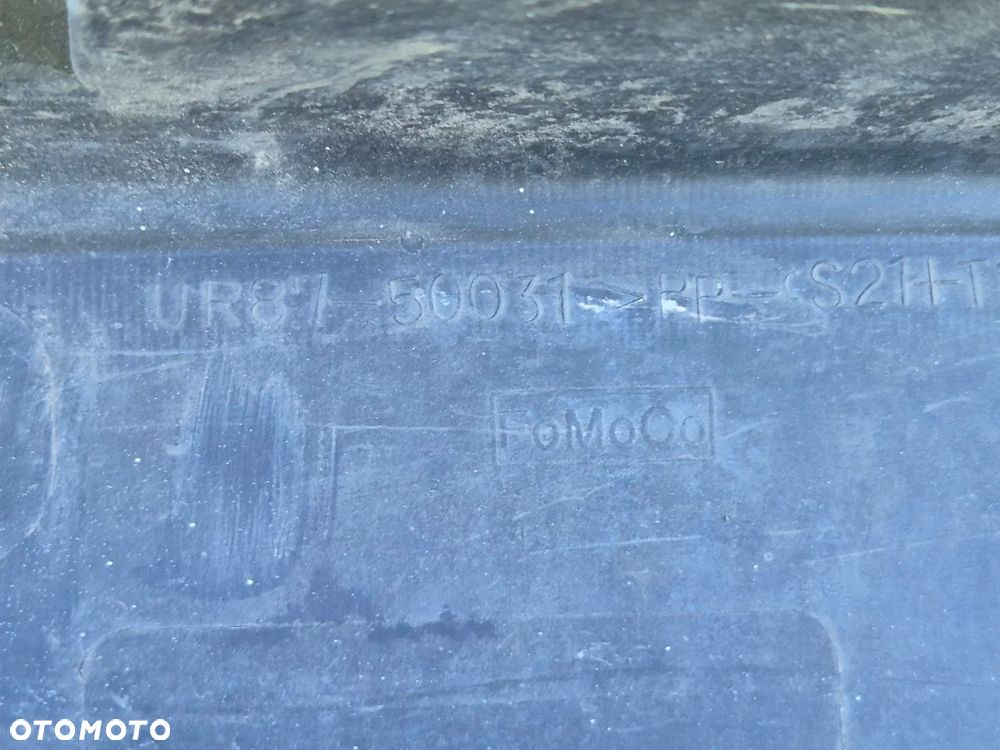 UR87 50031 >PP< S21H-T
FoMoCo
OTOMOTO